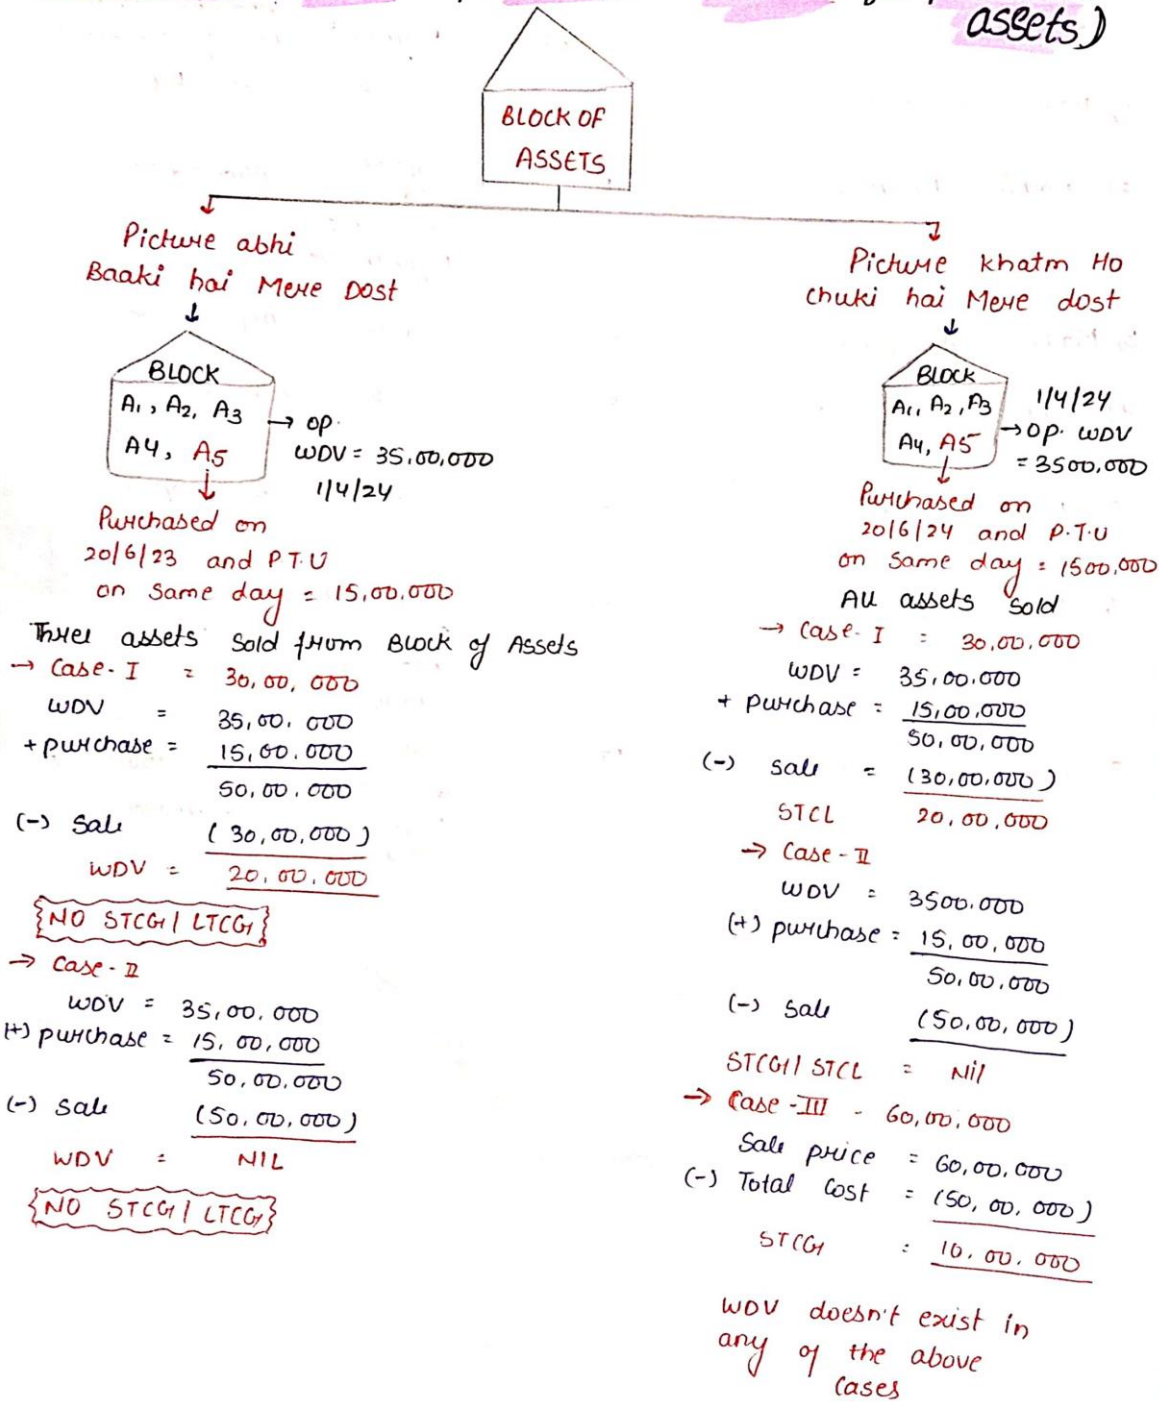 assets)
BLOCK OF
ASSETS
Picture abhi
Baaki hai Mere Dost
BLOCK
A1, A2, A3
A4, A5
→ OP.
WDV = 35,00,000
1/4/24
Purchased on
20/6/23 and P.T.U
on same day = 15,00,000
Three assets sold from Block of Assets
→ Case-I = 30,00,000
WDV = 35,00,000
+ purchase = 15,00,000
50,00,000
(-) Sale (30,00,000)
WDV = 20,00,000
NO STCG / LTCG
→ Case-II
WDV = 35,00,000
(+) purchase = 15,00,000
50,00,000
(-) Sale (50,00,000)
WDV = NIL
NO STCG / LTCG
Picture khatm Ho
chuki hai Mere dost
BLOCK
A1, A2, A3
A4, A5
1/4/24
→ OP. WDV
= 3500,000
Purchased on
20/6/24 and P.T.U
on same day = 1500,000
All assets sold
→ Case-I = 30,00,000
WDV = 35,00,000
+ purchase = 15,00,000
50,00,000
(-) Sale = (30,00,000)
STCL 20,00,000
→ Case-II
WDV = 3500,000
(+) purchase = 15,00,000
50,00,000
(-) Sale (50,00,000)
STCG / STCL = Nil
→ Case-III - 60,00,000
Sale price = 60,00,000
(-) Total Cost = (50,00,000)
STCG = 10,00,000
WDV doesn't exist in
any of the above
Cases